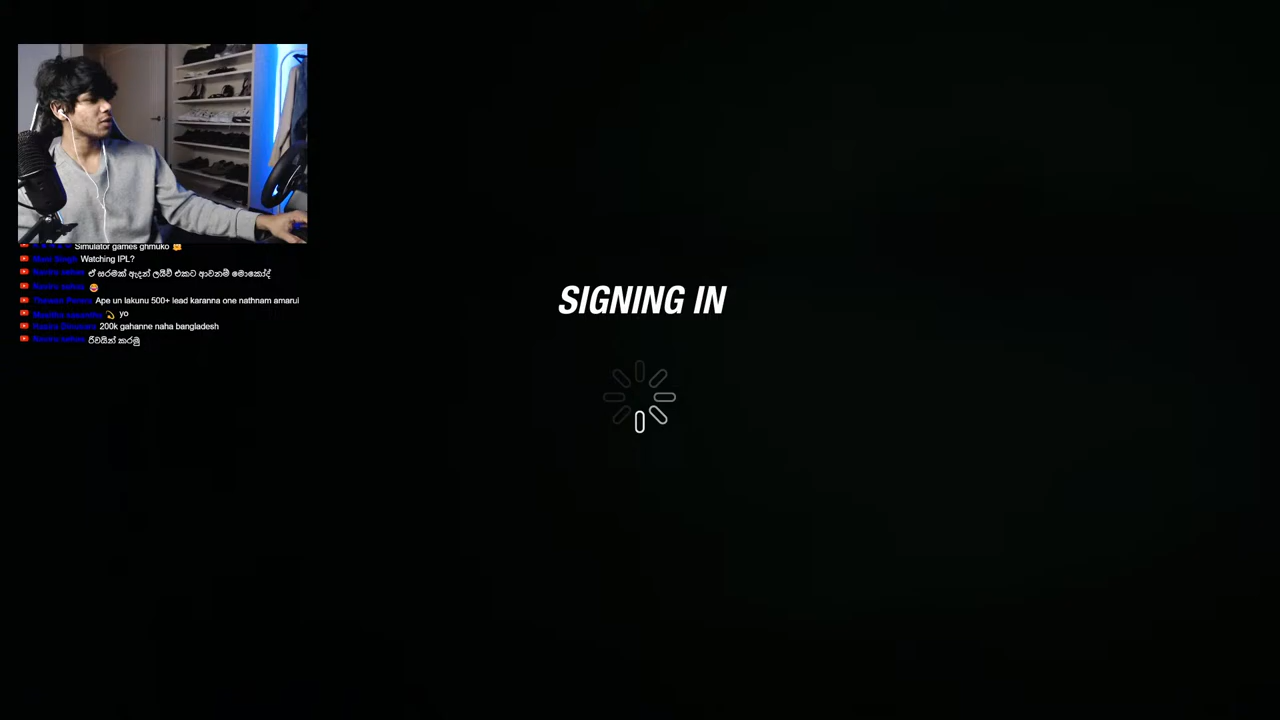 Simulator games ghmuko
Watching IPL?
ඒ සරමක් ඇදන් ලයිව් එකට ආවනම් මොකෝද්
Ape un lakunu 500+ lead karanna one nathnam amarui
yo
200k gahanne naha bangladesh
රිවයින් කරමු
SIGNING IN